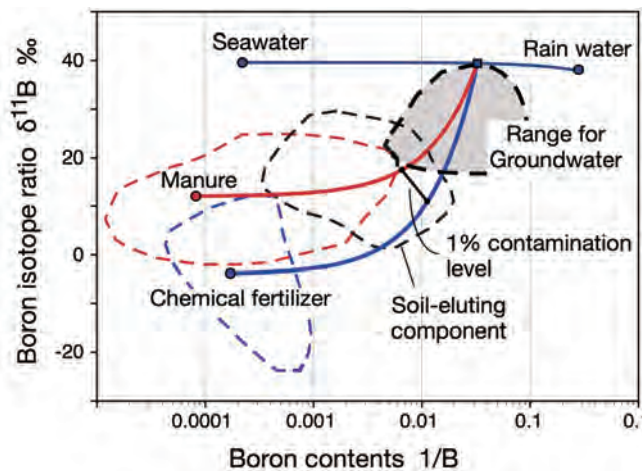 Boron isotope ratio δ¹¹B ‰
40
20
0
-20
Seawater
Rain water
Range for
Groundwater
Manure
1% contamination
level
Chemical fertilizer
Soil-eluting
component
0.0001
0.001
0.01
0.1
0.
Boron contents 1/B